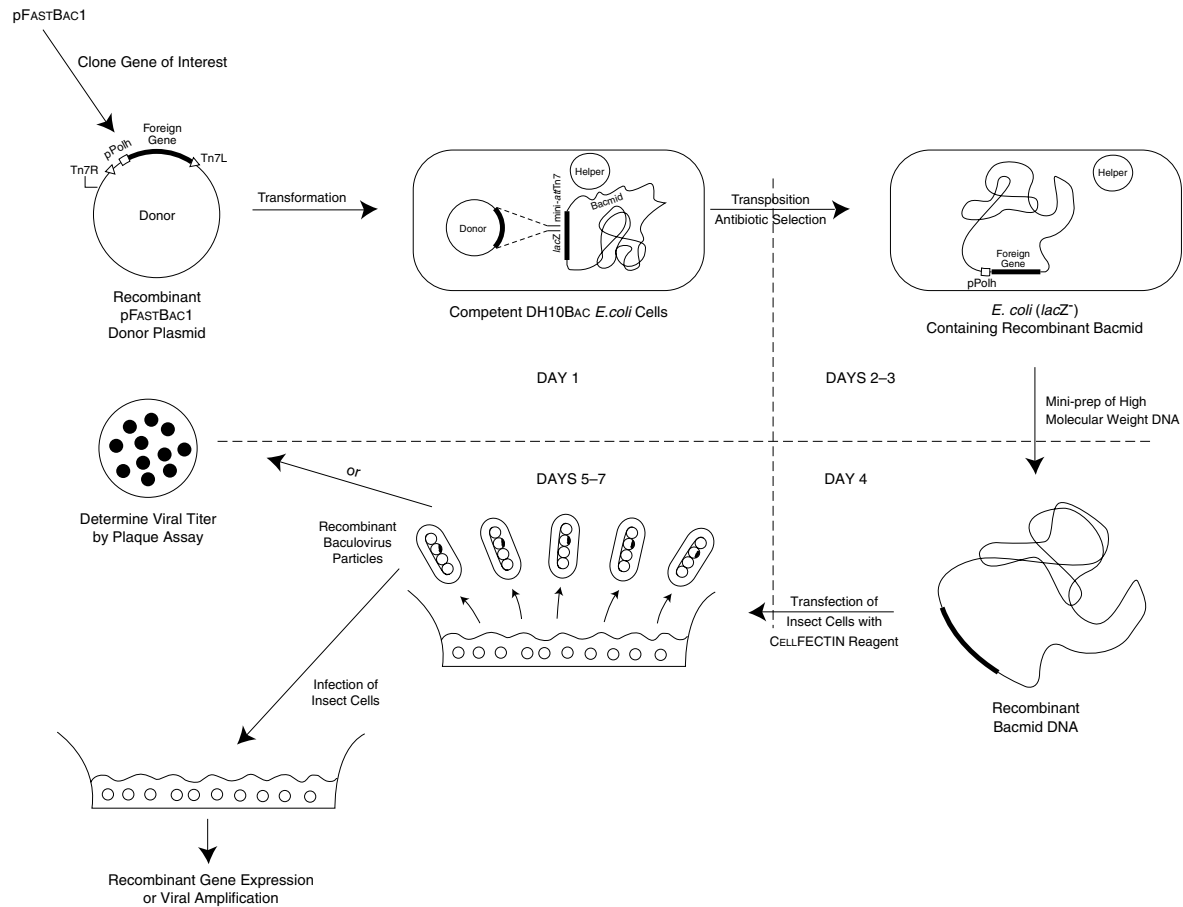 pFASTBAC1
Clone Gene of Interest
Foreign
Gene
pPolh
Tn7R
Tn7L
Donor
Recombinant
pFASTBAC1
Donor Plasmid
Transformation
Helper
Donor
lacZ
mini-attTn7
Bacmid
Competent DH10BAC E.coli Cells
Transposition
Antibiotic Selection
Helper
Foreign
Gene
pPolh
E. coli (lacZ⁻)
Containing Recombinant Bacmid
DAY 1
DAYS 2–3
Mini-prep of High
Molecular Weight DNA
DAYS 5–7
DAY 4
or
Determine Viral Titer
by Plaque Assay
Recombinant
Baculovirus
Particles
Transfection of
Insect Cells with
CELLFECTIN Reagent
Recombinant
Bacmid DNA
Infection of
Insect Cells
Recombinant Gene Expression
or Viral Amplification